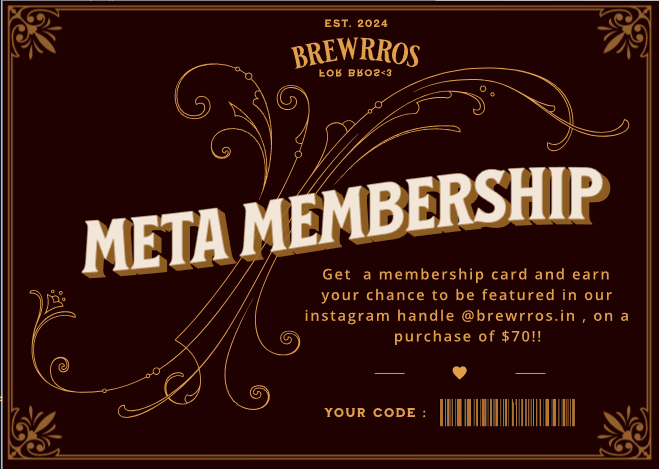 EST. 2024
BREWRROS
FOR BROS<3
META MEMBERSHIP
Get a membership card and earn
your chance to be featured in our
instagram handle @brewrros.in , on a
purchase of $70!!
YOUR CODE :